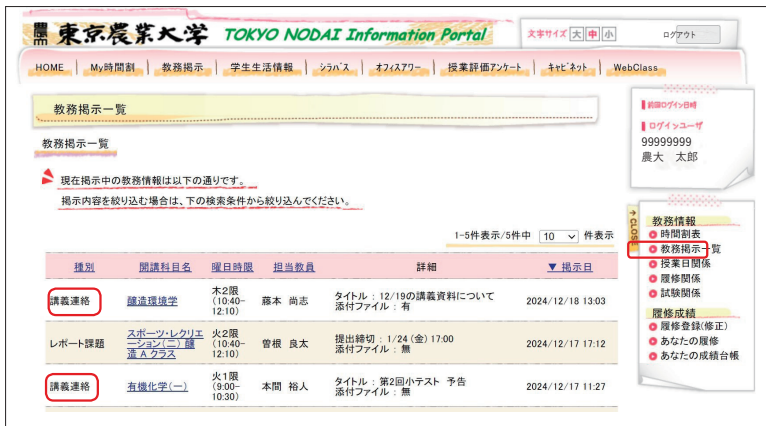 農 東京農業大学 TOKYO NODAI Information Portal 文字サイズ 大 中 小 ログアウト
HOME My時間割 教務掲示 学生生活情報 シラバス オフィスアワー 授業評価アンケート キャビネット WebClass
教務掲示一覧
前回ログイン日時
ログインユーザ
99999999
農大 太郎
教務掲示一覧
現在掲示中の教務情報は以下の通りです。
掲示内容を絞り込む場合は、下の検索条件から絞り込んでください。
1-5件表示/5件中 10 件表示
種別 開講科目名 曜日時限 担当教員 詳細 ▼ 掲示日
講義連絡 醸造環境学 木2限 (10:40-12:10) 藤本 尚志 タイトル : 12/19の講義資料について 2024/12/18 13:03
添付ファイル : 有
レポート課題 スポーツ・レクリエーション(二) 醸造 A クラス 火2限 (10:40-12:10) 曽根 良太 提出締切 : 1/24 (金) 17:00 2024/12/17 17:12
添付ファイル : 無
講義連絡 有機化学(一) 火1限 (9:00-10:30) 本間 裕人 タイトル : 第2回小テスト 予告 2024/12/17 11:27
添付ファイル : 無
↑CLOSE
教務情報
時間割表
教務掲示一覧
授業日関係
履修関係
試験関係
履修成績
履修登録(修正)
あなたの履修
あなたの成績台帳